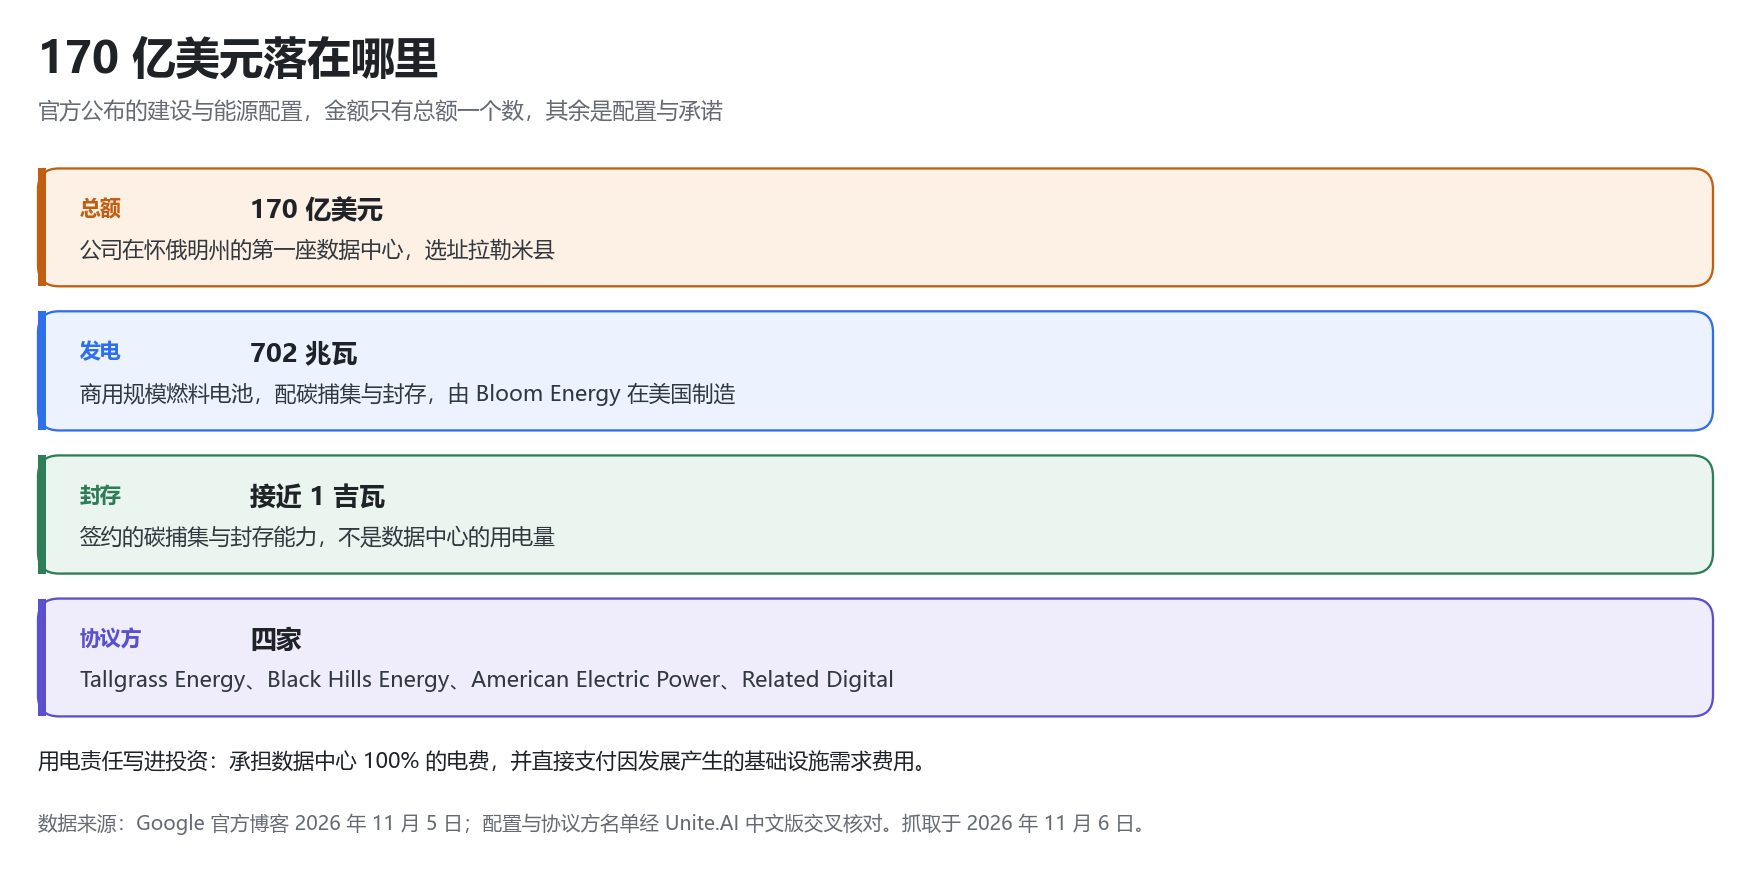 170 亿美元落在哪里
官方公布的建设与能源配置，金额只有总额一个数，其余是配置与承诺
总额 170 亿美元
公司在怀俄明州的第一座数据中心，选址拉勒米县
发电 702 兆瓦
商用规模燃料电池，配碳捕集与封存，由 Bloom Energy 在美国制造
封存 接近 1 吉瓦
签约的碳捕集与封存能力，不是数据中心的用电量
协议方 四家
Tallgrass Energy、Black Hills Energy、American Electric Power、Related Digital
用电责任写进投资：承担数据中心 100% 的电费，并直接支付因发展产生的基础设施需求费用。
数据来源：Google 官方博客 2026 年 11 月 5 日；配置与协议方名单经 Unite.AI 中文版交叉核对。抓取于 2026 年 11 月 6 日。